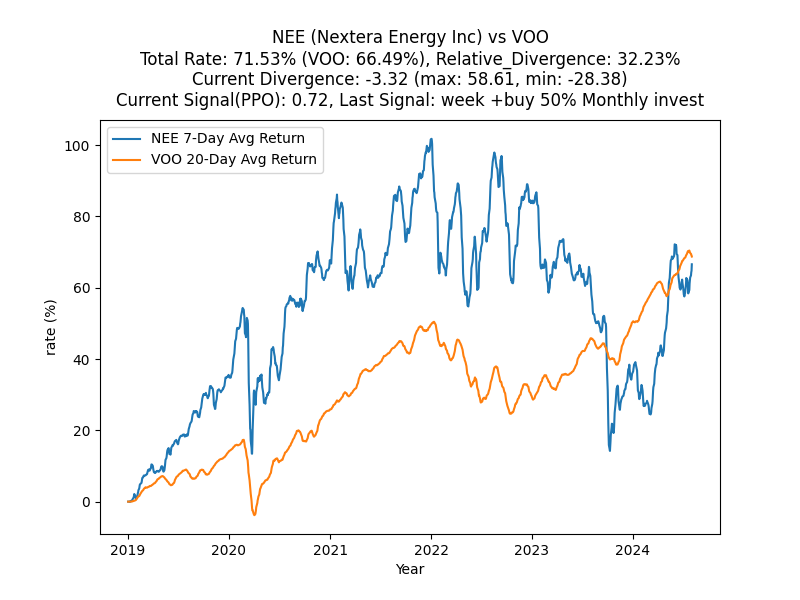 NEE (Nextera Energy Inc) vs VOO
Total Rate: 71.53% (VOO: 66.49%), Relative_Divergence: 32.23%
Current Divergence: -3.32 (max: 58.61, min: -28.38)
Current Signal(PPO): 0.72, Last Signal: week +buy 50% Monthly invest
NEE 7-Day Avg Return
VOO 20-Day Avg Return
100
80
60
40
20
0
rate (%)
2019
2020
2021
2022
2023
2024
Year